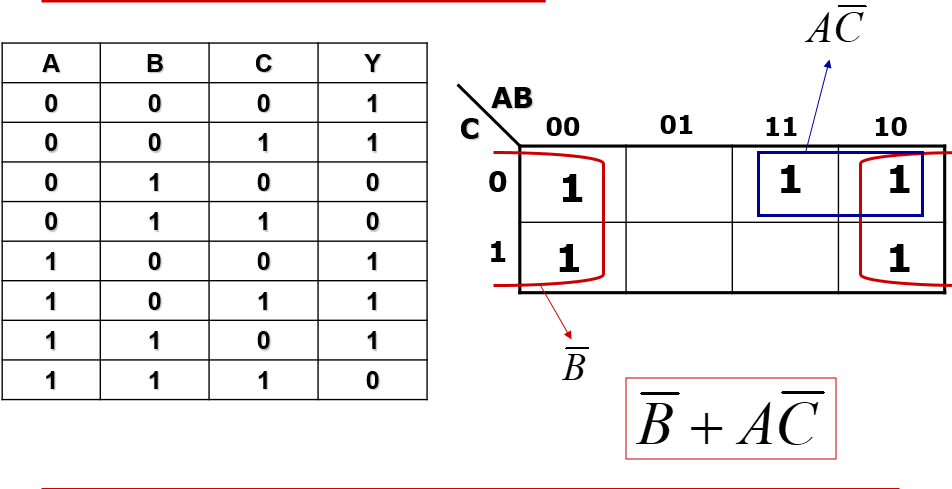 A B C Y
0 0 0 1
0 0 1 1
0 1 0 0
0 1 1 0
1 0 0 1
1 0 1 1
1 1 0 1
1 1 1 0
AC̅
AB
C
00 01 11 10
0 1 1 1
1 1 1
B̅
B̅ + AC̅